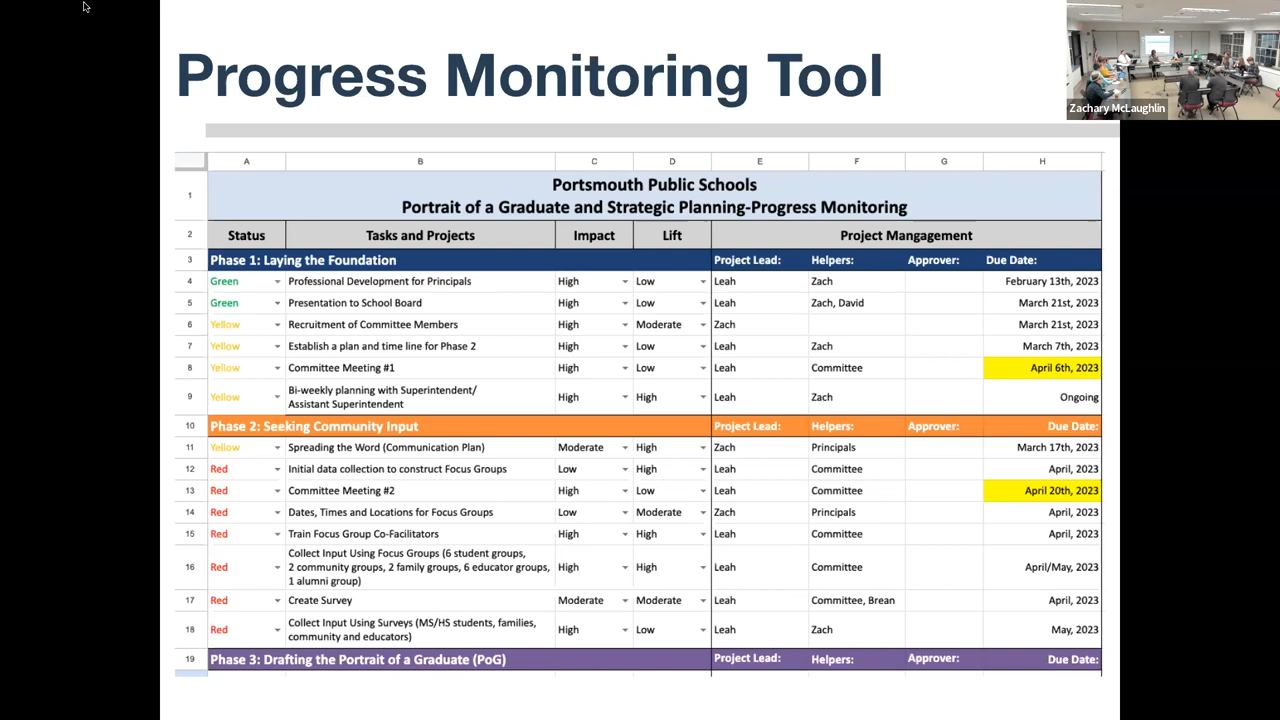 Progress Monitoring Tool
Zachary McLaughlin
A B C D E F G H
1 Portsmouth Public Schools
Portrait of a Graduate and Strategic Planning-Progress Monitoring
2 Status Tasks and Projects Impact Lift Project Mangagement
3 Phase 1: Laying the Foundation Project Lead: Helpers: Approver: Due Date:
4 Green Professional Development for Principals High Low Leah Zach February 13th, 2023
5 Green Presentation to School Board High Low Leah Zach, David March 21st, 2023
6 Yellow Recruitment of Committee Members High Moderate Zach March 21st, 2023
7 Yellow Establish a plan and time line for Phase 2 High Low Leah Zach March 7th, 2023
8 Yellow Committee Meeting #1 High Low Leah Committee April 6th, 2023
9 Yellow Bi-weekly planning with Superintendent/
Assistant Superintendent High High Leah Zach Ongoing
10 Phase 2: Seeking Community Input Project Lead: Helpers: Approver: Due Date:
11 Yellow Spreading the Word (Communication Plan) Moderate High Zach Principals March 17th, 2023
12 Red Initial data collection to construct Focus Groups Low High Leah Committee April, 2023
13 Red Committee Meeting #2 High Low Leah Committee April 20th, 2023
14 Red Dates, Times and Locations for Focus Groups Low Moderate Zach Principals April, 2023
15 Red Train Focus Group Co-Facilitators High High Leah Committee April, 2023
16 Red Collect Input Using Focus Groups (6 student groups,
2 community groups, 2 family groups, 6 educator groups,
1 alumni group) High High Leah Committee April/May, 2023
17 Red Create Survey Moderate Moderate Leah Committee, Brean April, 2023
18 Red Collect Input Using Surveys (MS/HS students, families,
community and educators) High Low Leah Zach May, 2023
19 Phase 3: Drafting the Portrait of a Graduate (PoG) Project Lead: Helpers: Approver: Due Date: